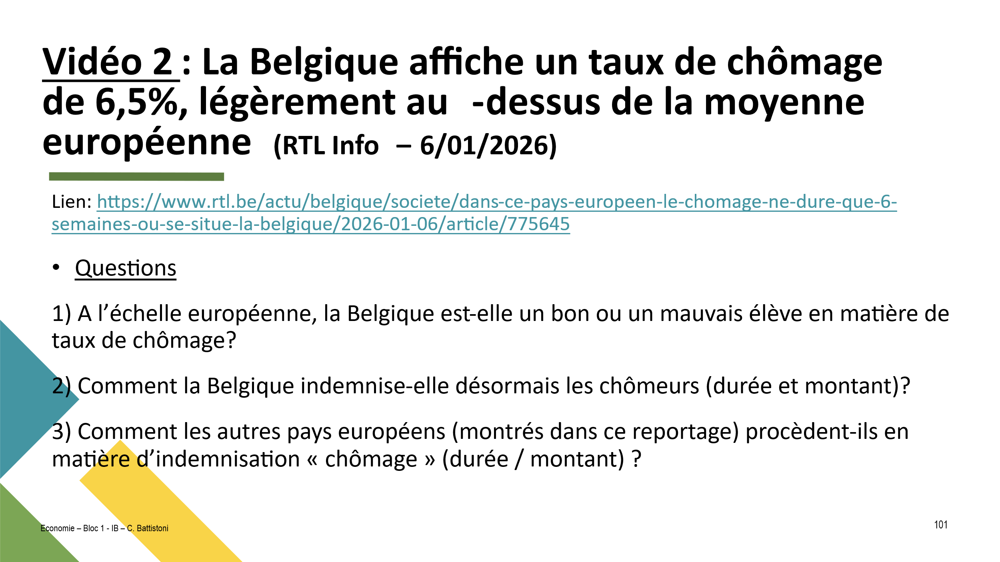 Vidéo 2 : La Belgique affiche un taux de chômage
de 6,5%, légèrement au -dessus de la moyenne
européenne (RTL Info – 6/01/2026)
Lien: https://www.rtl.be/actu/belgique/societe/dans-ce-pays-europeen-le-chomage-ne-dure-que-6-
semaines-ou-se-situe-la-belgique/2026-01-06/article/775645
• Questions
1) A l’échelle européenne, la Belgique est-elle un bon ou un mauvais élève en matière de
taux de chômage?
2) Comment la Belgique indemnise-elle désormais les chômeurs (durée et montant)?
3) Comment les autres pays européens (montrés dans ce reportage) procèdent-ils en
matière d’indemnisation « chômage » (durée / montant) ?
Economie – Bloc 1 - IB – C. Battistoni
101